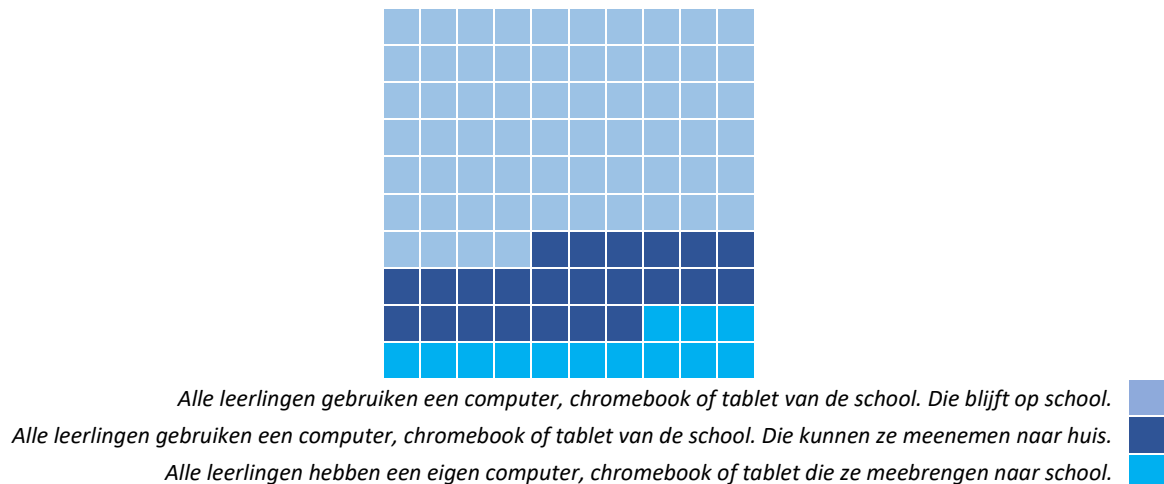 Alle leerlingen gebruiken een computer, chromebook of tablet van de school. Die blijft op school.
Alle leerlingen gebruiken een computer, chromebook of tablet van de school. Die kunnen ze meenemen naar huis.
Alle leerlingen hebben een eigen computer, chromebook of tablet die ze meebrengen naar school.